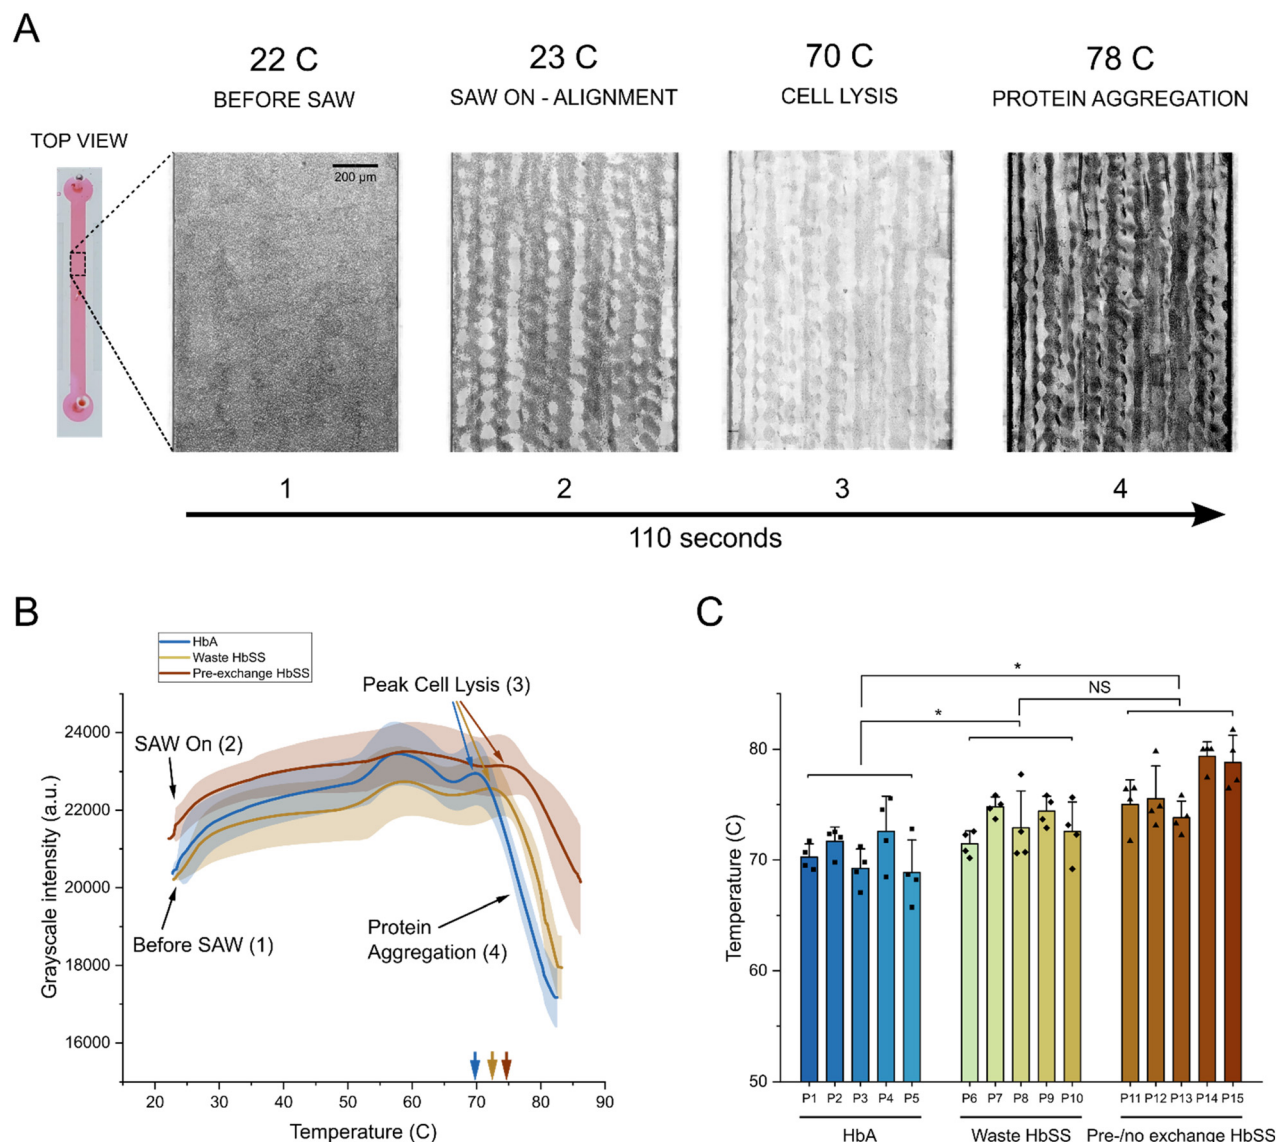 A
22 C
23 C
70 C
78 C
BEFORE SAW
SAW ON - ALIGNMENT
CELL LYSIS
PROTEIN AGGREGATION
TOP VIEW
200 µm
1
2
3
4
110 seconds
B
HbA
Waste HbSS
Pre-exchange HbSS
Peak Cell Lysis (3)
SAW On (2)
Before SAW (1)
Protein
Aggregation (4)
Grayscale intensity (a.u.)
24000
22000
20000
18000
16000
20 30 40 50 60 70 80 90
Temperature (C)
C
*
NS
*
Temperature (C)
80
70
60
50
P1 P2 P3 P4 P5 P6 P7 P8 P9 P10 P11 P12 P13 P14 P15
HbA
Waste HbSS
Pre-/no exchange HbSS